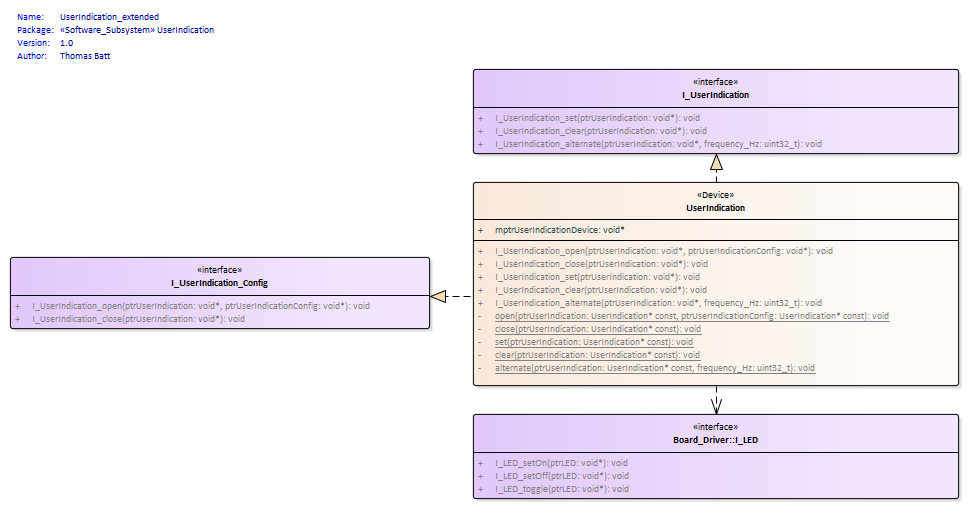 Name: UserIndication_extended
Package: «Software_Subsystem» UserIndication
Version: 1.0
Author: Thomas Batt
«interface»
I_UserIndication
+ I_UserIndication_set(ptrUserIndication: void*): void
+ I_UserIndication_clear(ptrUserIndication: void*): void
+ I_UserIndication_alternate(ptrUserIndication: void*, frequency_Hz: uint32_t): void
«Device»
UserIndication
+ mptrUserIndicationDevice: void*
+ I_UserIndication_open(ptrUserIndication: void*, ptrUserIndicationConfig: void*): void
+ I_UserIndication_close(ptrUserIndication: void*): void
+ I_UserIndication_set(ptrUserIndication: void*): void
+ I_UserIndication_clear(ptrUserIndication: void*): void
+ I_UserIndication_alternate(ptrUserIndication: void*, frequency_Hz: uint32_t): void
- open(ptrUserIndication: UserIndication* const, ptrUserIndicationConfig: UserIndication* const): void
- close(ptrUserIndication: UserIndication* const): void
- set(ptrUserIndication: UserIndication* const): void
- clear(ptrUserIndication: UserIndication* const): void
- alternate(ptrUserIndication: UserIndication* const, frequency_Hz: uint32_t): void
«interface»
I_UserIndication_Config
+ I_UserIndication_open(ptrUserIndication: void*, ptrUserIndicationConfig: void*): void
+ I_UserIndication_close(ptrUserIndication: void*): void
«interface»
Board_Driver::I_LED
+ I_LED_setOn(ptrLED: void*): void
+ I_LED_setOff(ptrLED: void*): void
+ I_LED_toggle(ptrLED: void*): void